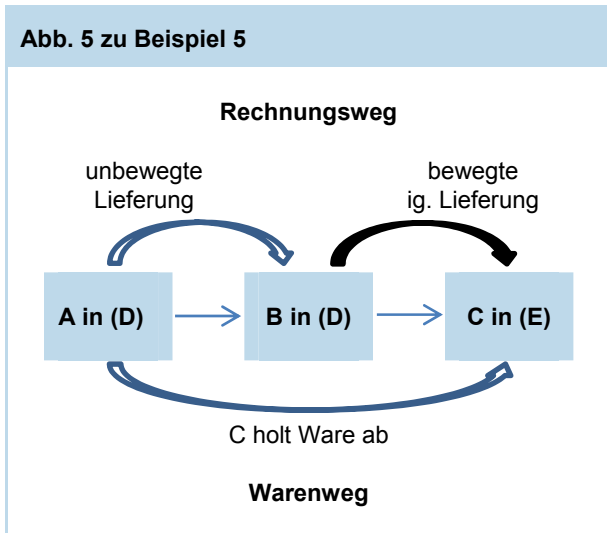 Abb. 5 zu Beispiel 5
Rechnungsweg
unbewegte
Lieferung
bewegte
ig. Lieferung
A in (D)
B in (D)
C in (E)
C holt Ware ab
Warenweg